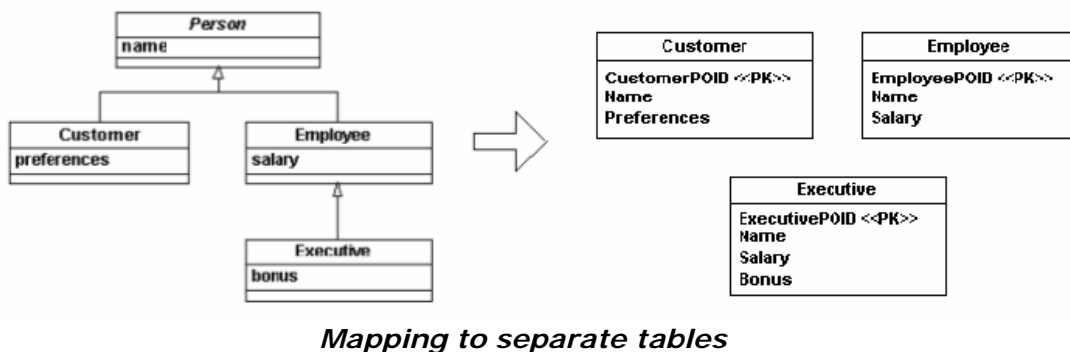 Person
name
Customer
preferences
Employee
salary
Executive
bonus
Customer
CustomerPOID <<PK>>
Name
Preferences
Employee
EmployeePOID <<PK>>
Name
Salary
Executive
ExecutivePOID <<PK>>
Name
Salary
Bonus
Mapping to separate tables